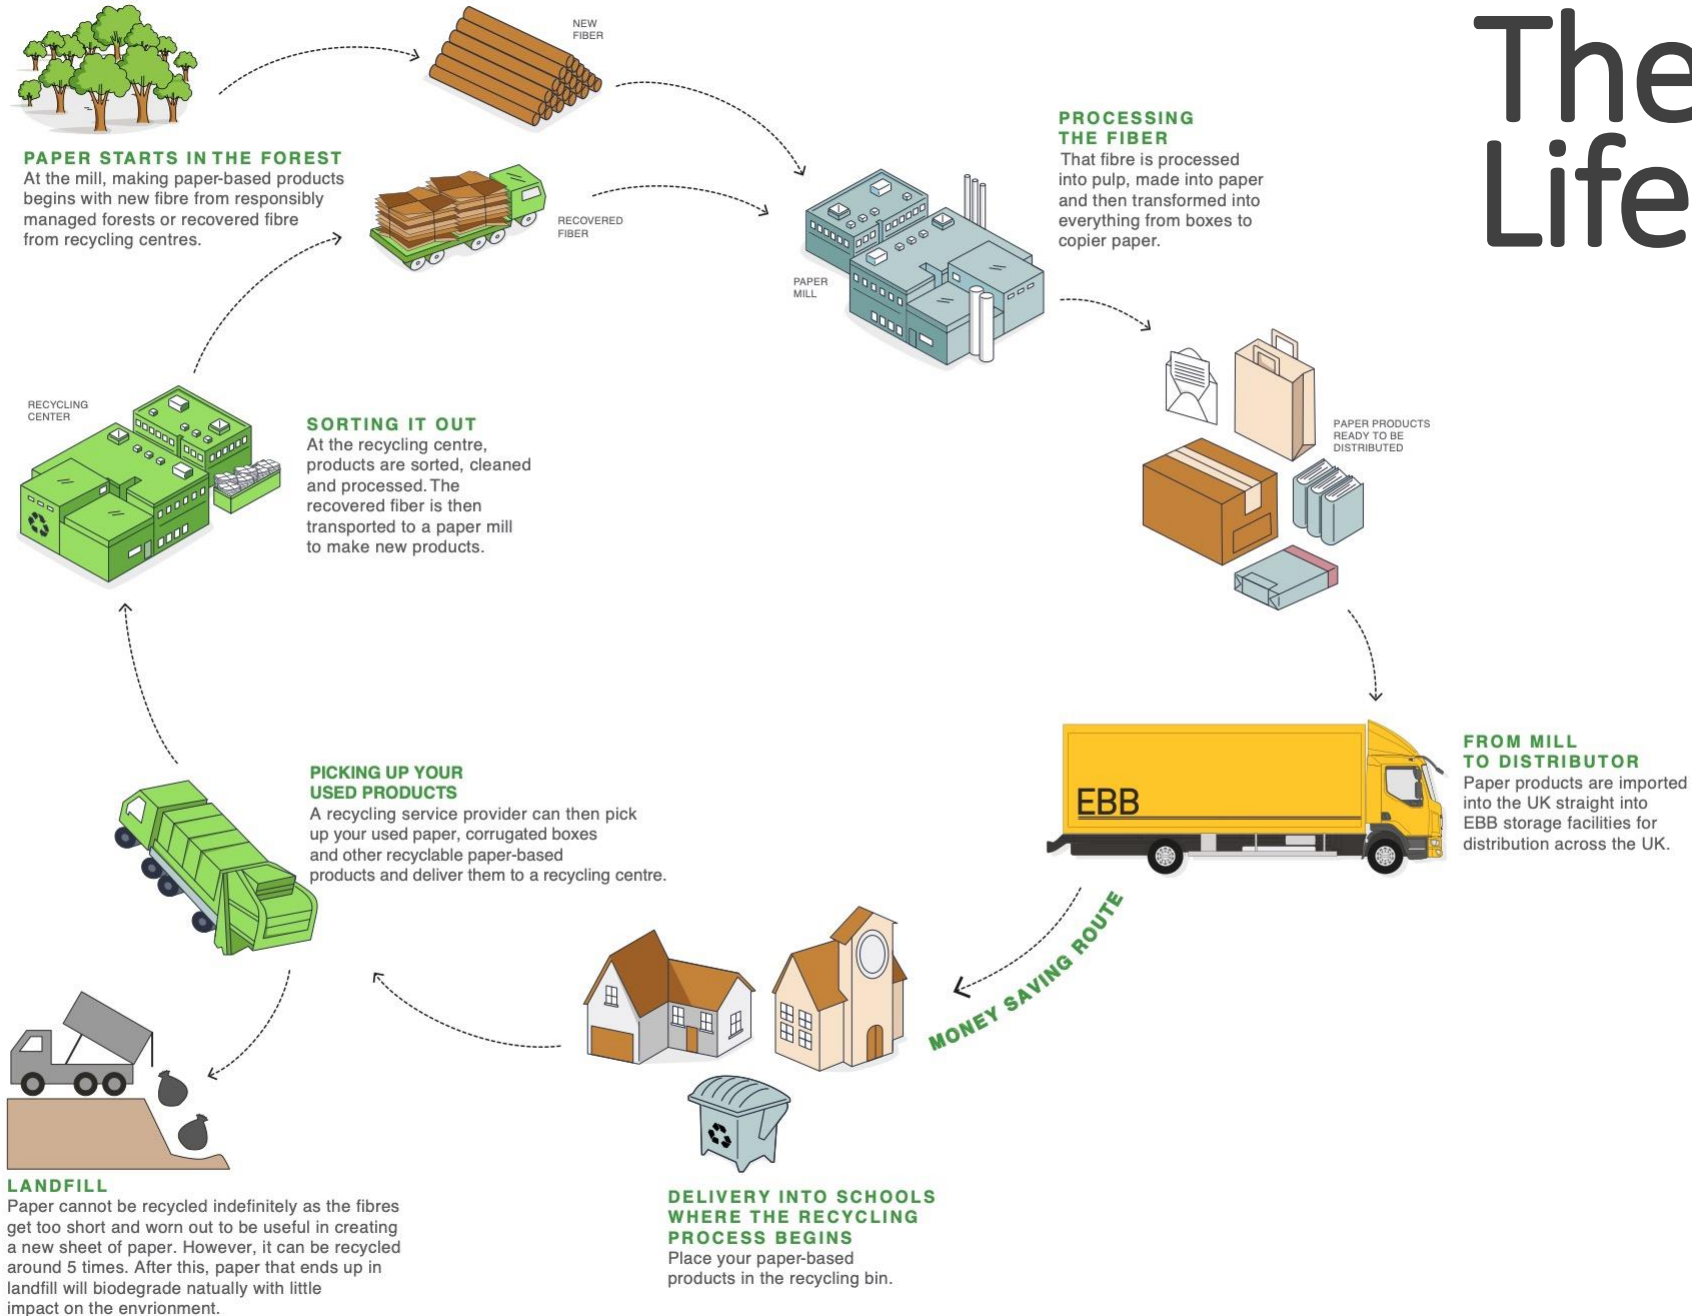 The
Life
NEW
FIBER
PAPER STARTS IN THE FOREST
At the mill, making paper-based products
begins with new fibre from responsibly
managed forests or recovered fibre
from recycling centres.
RECOVERED
FIBER
PROCESSING
THE FIBER
That fibre is processed
into pulp, made into paper
and then transformed into
everything from boxes to
copier paper.
PAPER
MILL
PAPER PRODUCTS
READY TO BE
DISTRIBUTED
RECYCLING
CENTER
SORTING IT OUT
At the recycling centre,
products are sorted, cleaned
and processed. The
recovered fiber is then
transported to a paper mill
to make new products.
EBB
FROM MILL
TO DISTRIBUTOR
Paper products are imported
into the UK straight into
EBB storage facilities for
distribution across the UK.
MONEY SAVING ROUTE
PICKING UP YOUR
USED PRODUCTS
A recycling service provider can then pick
up your used paper, corrugated boxes
and other recyclable paper-based
products and deliver them to a recycling centre.
DELIVERY INTO SCHOOLS
WHERE THE RECYCLING
PROCESS BEGINS
Place your paper-based
products in the recycling bin.
LANDFILL
Paper cannot be recycled indefinitely as the fibres
get too short and worn out to be useful in creating
a new sheet of paper. However, it can be recycled
around 5 times. After this, paper that ends up in
landfill will biodegrade natually with little
impact on the envrionment.